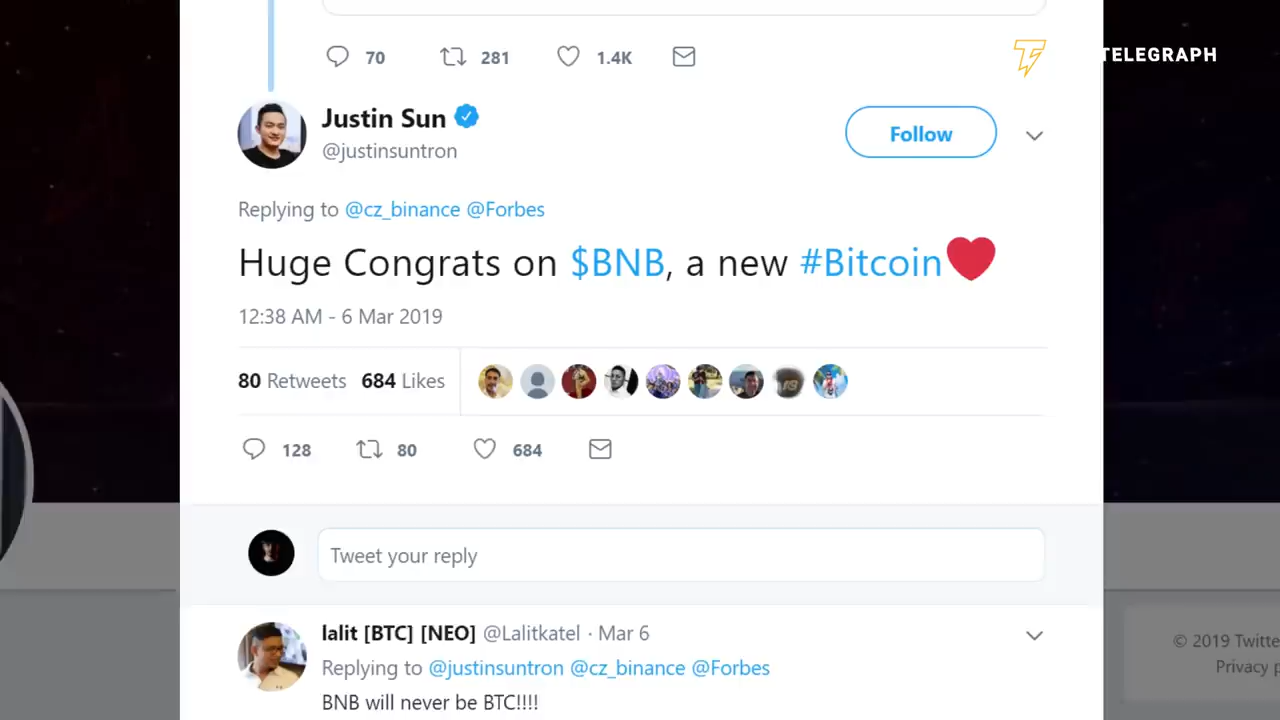 70 281 1.4K
TELEGRAPH
Justin Sun
@justinsuntron
Follow
Replying to @cz_binance @Forbes
Huge Congrats on $BNB, a new #Bitcoin
12:38 AM - 6 Mar 2019
80 Retweets 684 Likes
128 80 684
Tweet your reply
lalit [BTC] [NEO] @Lalitkatel · Mar 6
Replying to @justinsuntron @cz_binance @Forbes
BNB will never be BTC!!!!
© 2019 Twitte
Privacy p